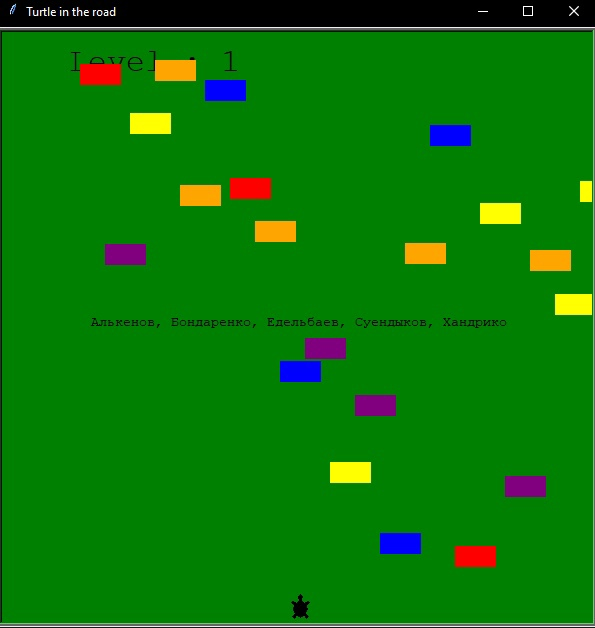 Turtle in the road
Level : 1
Алькенов, Бондаренко, Едельбаев, Суендыков, Хандрико